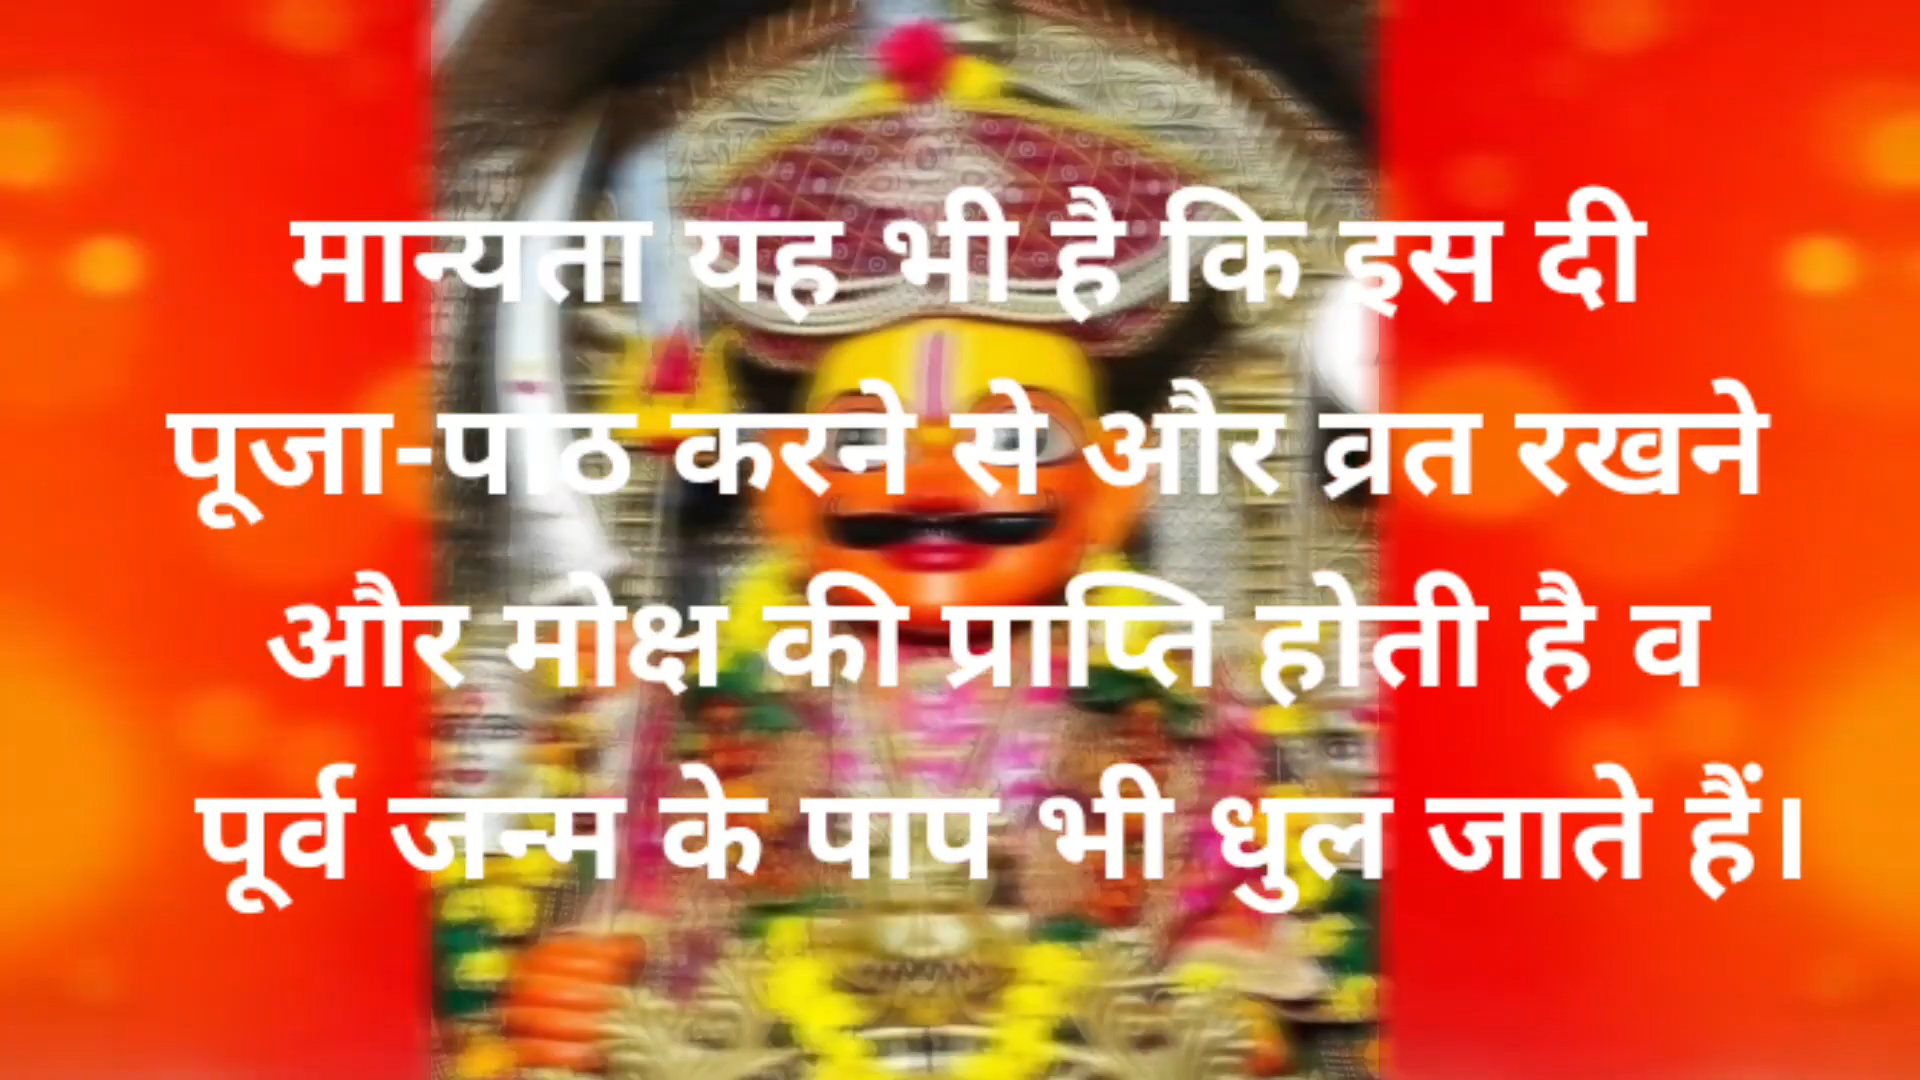 मान्यता यह भी है कि इस दी
पूजा-पाठ करने से और व्रत रखने
और मोक्ष की प्राप्ति होती है व
पूर्व जन्म के पाप भी धुल जाते हैं।